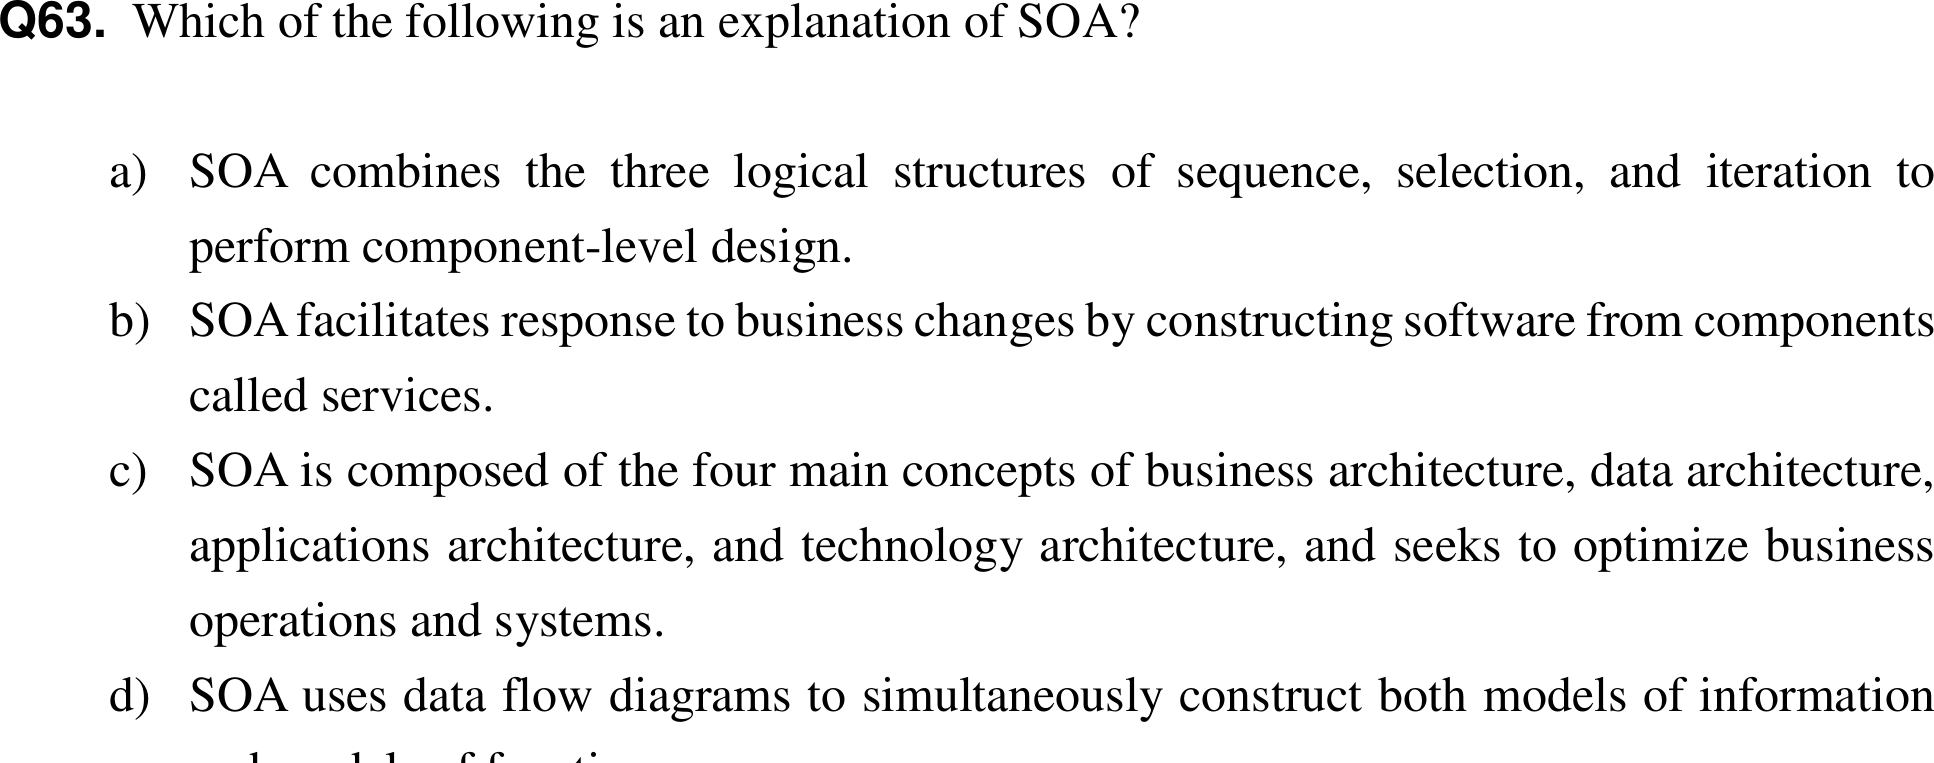 Q63. Which of the following is an explanation of SOA?
a) SOA combines the three logical structures of sequence, selection, and iteration to
perform component-level design.
b) SOA facilitates response to business changes by constructing software from components
called services.
c) SOA is composed of the four main concepts of business architecture, data architecture,
applications architecture, and technology architecture, and seeks to optimize business
operations and systems.
d) SOA uses data flow diagrams to simultaneously construct both models of information